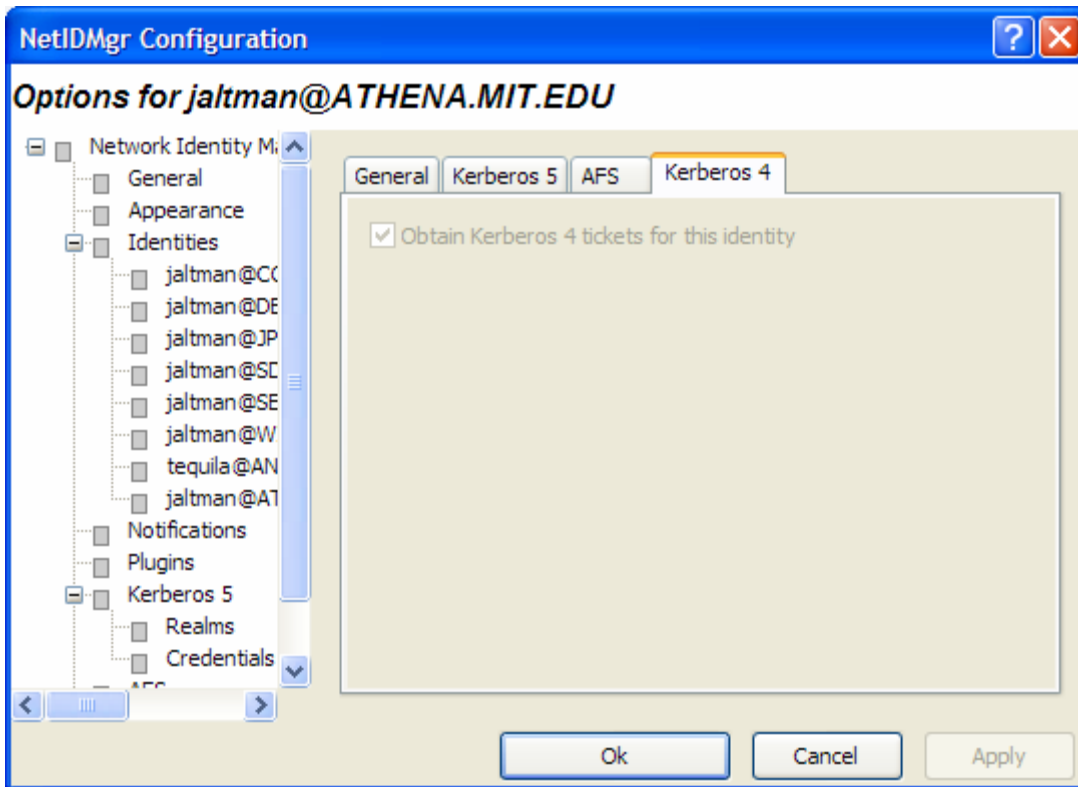 NetIDMgr Configuration
Options for jaltman@ATHENA.MIT.EDU
Network Identity Ma
General
Appearance
Identities
jaltman@CC
jaltman@DE
jaltman@JP
jaltman@SD
jaltman@SE
jaltman@W
tequila@AN
jaltman@AT
Notifications
Plugins
Kerberos 5
Realms
Credentials
AFS
General Kerberos 5 AFS Kerberos 4
Obtain Kerberos 4 tickets for this identity
Ok Cancel Apply